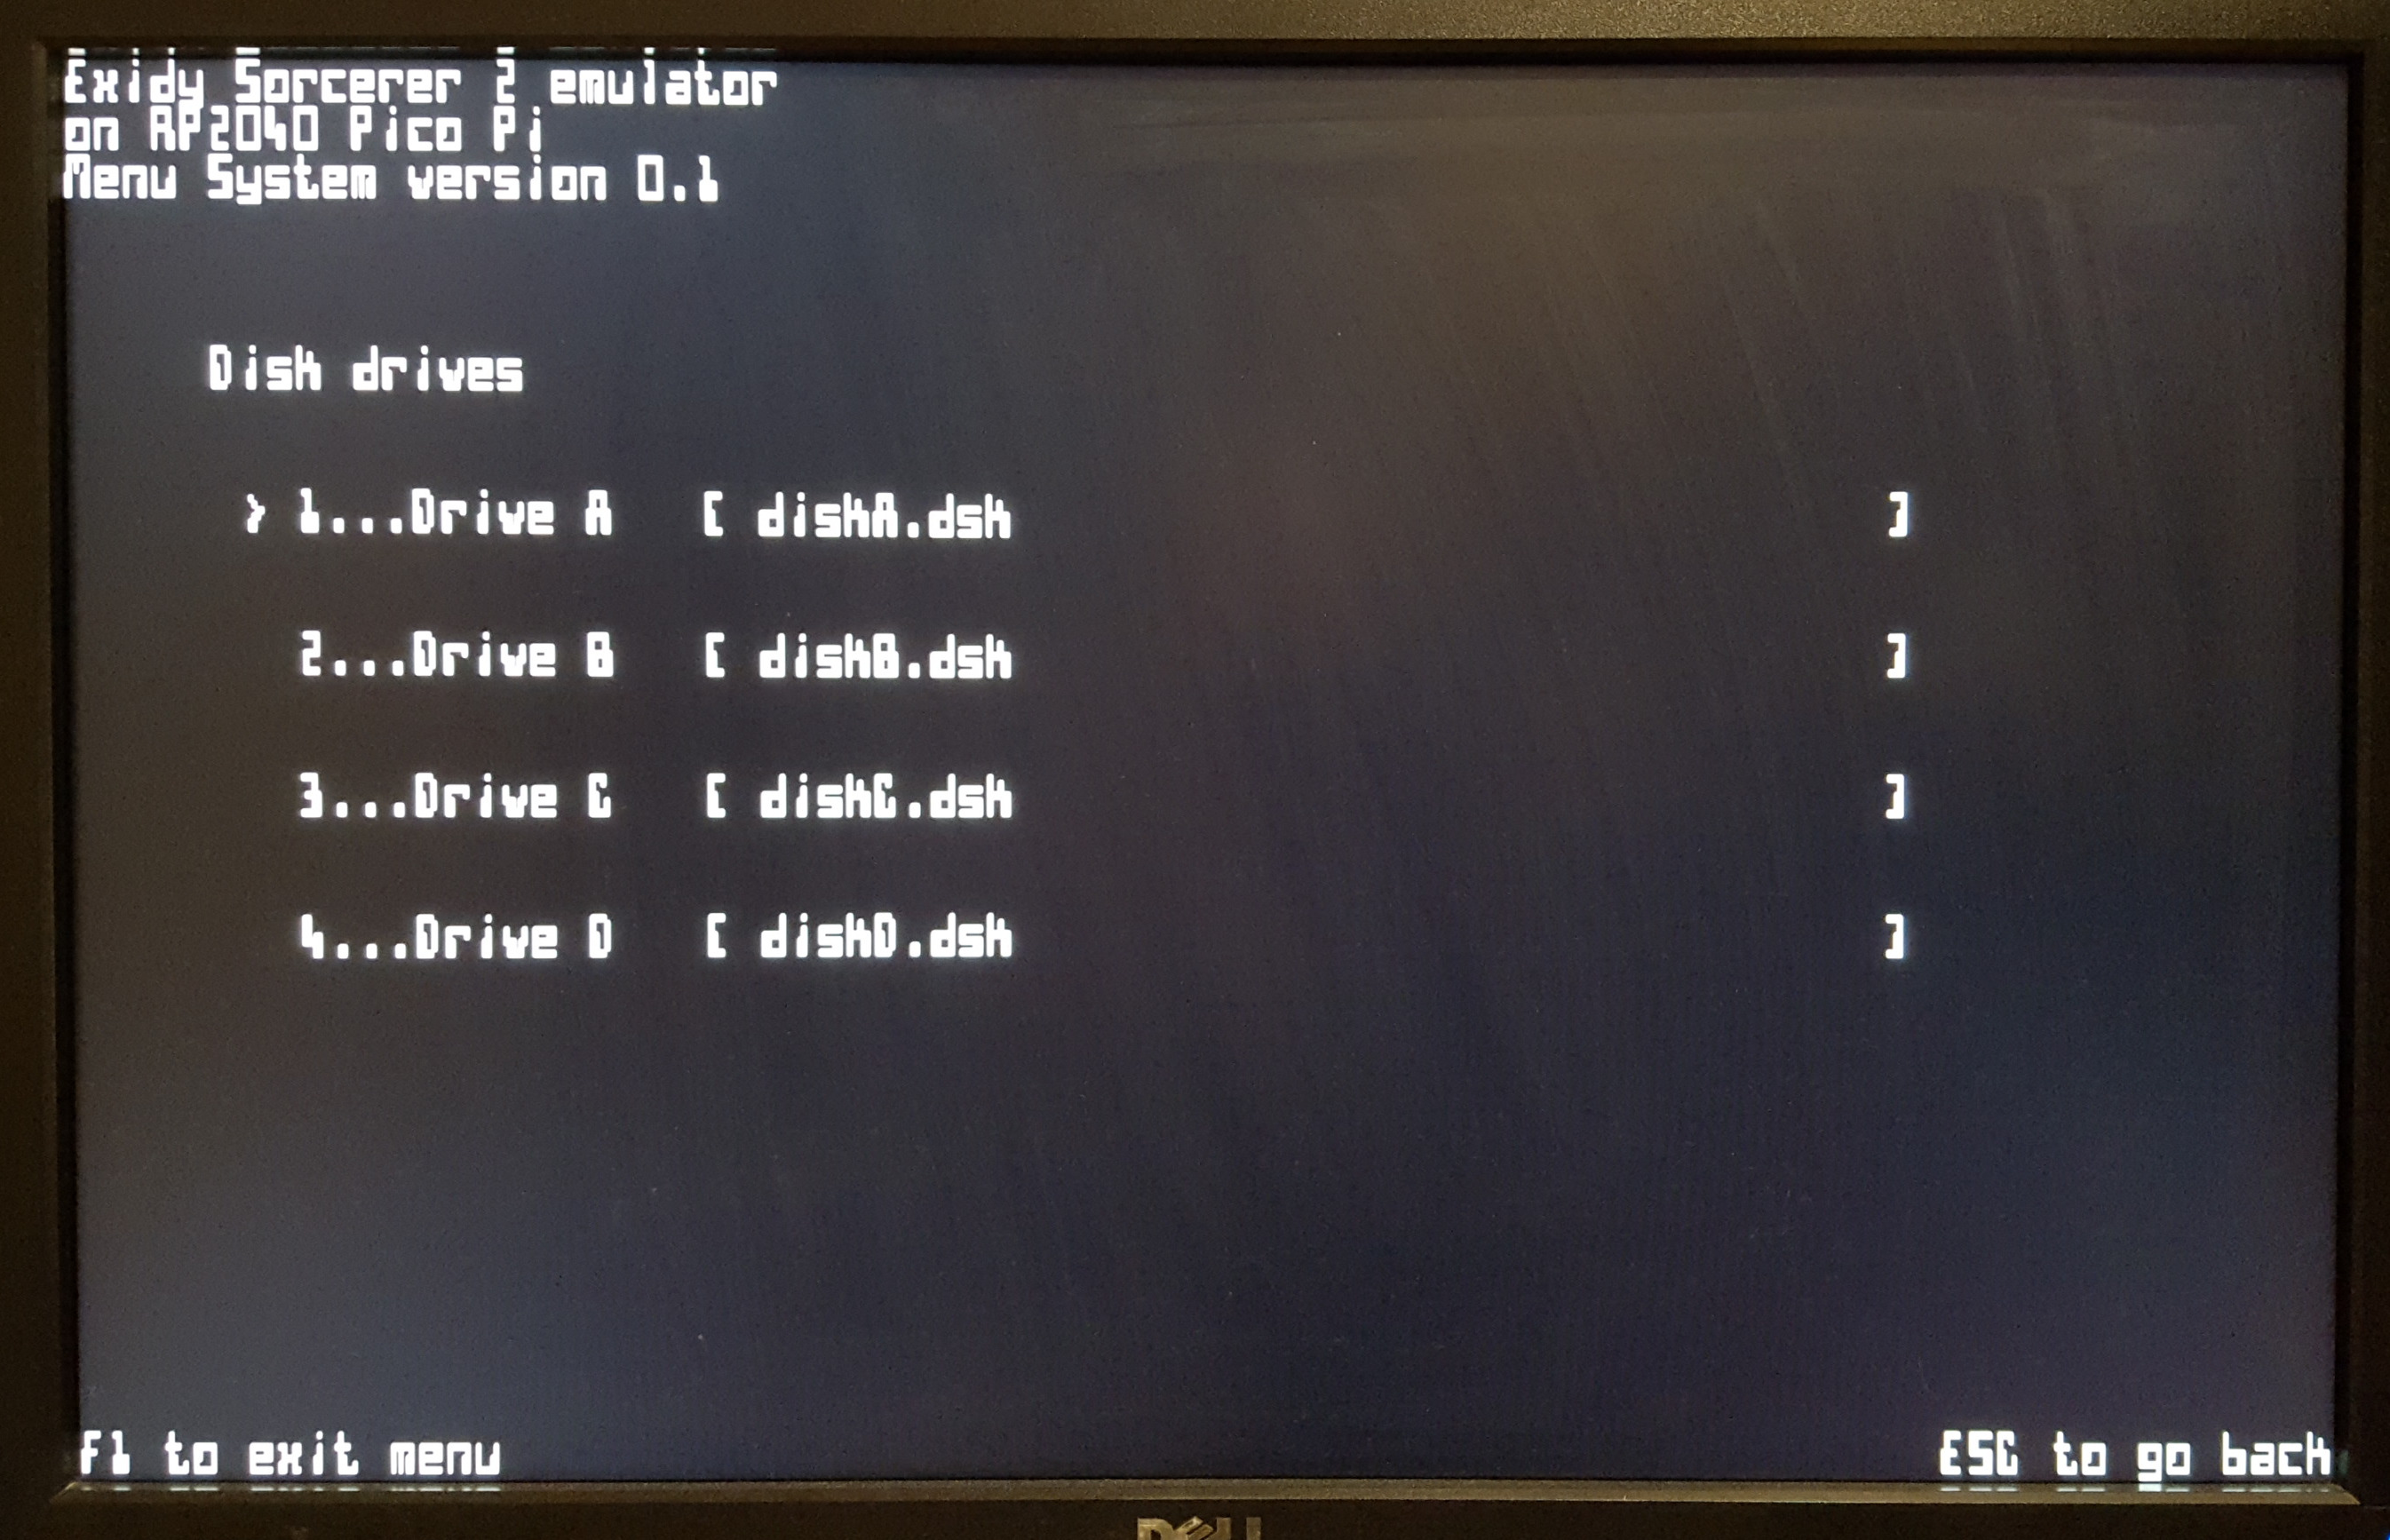 Exidy Sorcerer 2 emulator
on RP2040 Pico Pi
Menu System version 0.1
Disk drives
> 1...Drive A [ diskA.dsk ]
2...Drive B [ diskB.dsk ]
3...Drive C [ diskC.dsk ]
4...Drive D [ diskD.dsk ]
F1 to exit menu
ESC to go back
DELL